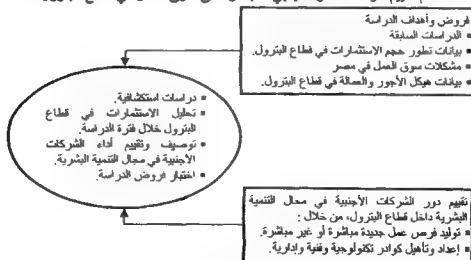 فروض وأهداف الدراسة
▪ الدراسات السابقة
▪ بيانات تطور حجم الاستثمارات في قطاع البترول.
▪ مشكلات سوق العمل في مصر
▪ بيانات هيكل الأجور والعمالة في قطاع البترول.
▪ دراسات استكشافية.
▪ تحليل الاستثمارات في قطاع
البترول خلال فترة الدراسة.
▪ توصيف وتقييم أداء الشركات
الأجنبية في مجال التنمية البشرية.
▪ اختبار فروض الدراسة.
تقييم دور الشركات الأجنبية في مجال التنمية
البشرية داخل قطاع البترول، من خلال :
▪ توليد فرص عمل جديدة مباشرة أو غير مباشرة.
▪ إعداد وتأهيل كوادر تكنولوجية وفنية وإدارية.